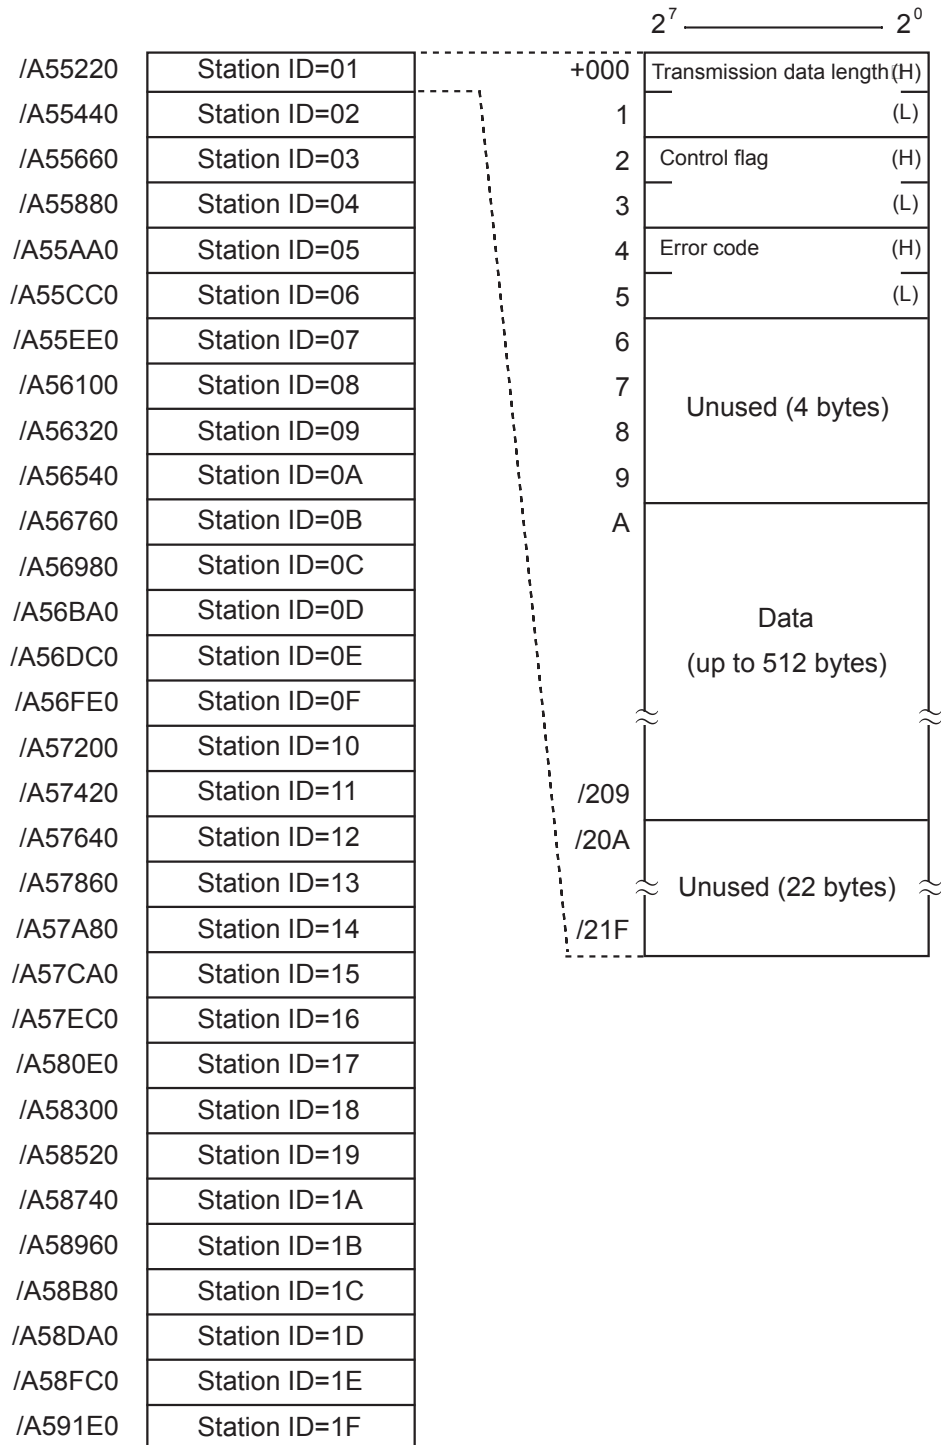 2⁷ 2⁰
/A55220 Station ID=01 +000 Transmission data length (H)
/A55440 Station ID=02 1 (L)
/A55660 Station ID=03 2 Control flag (H)
/A55880 Station ID=04 3 (L)
/A55AA0 Station ID=05 4 Error code (H)
/A55CC0 Station ID=06 5 (L)
/A55EE0 Station ID=07 6
/A56100 Station ID=08 7
Unused (4 bytes)
/A56320 Station ID=09 8
/A56540 Station ID=0A 9
/A56760 Station ID=0B A
/A56980 Station ID=0C
/A56BA0 Station ID=0D Data
/A56DC0 Station ID=0E (up to 512 bytes)
/A56FE0 Station ID=0F
/A57200 Station ID=10
/A57420 Station ID=11 /209
/A57640 Station ID=12 /20A
/A57860 Station ID=13 Unused (22 bytes)
/A57A80 Station ID=14 /21F
/A57CA0 Station ID=15
/A57EC0 Station ID=16
/A580E0 Station ID=17
/A58300 Station ID=18
/A58520 Station ID=19
/A58740 Station ID=1A
/A58960 Station ID=1B
/A58B80 Station ID=1C
/A58DA0 Station ID=1D
/A58FC0 Station ID=1E
/A591E0 Station ID=1F